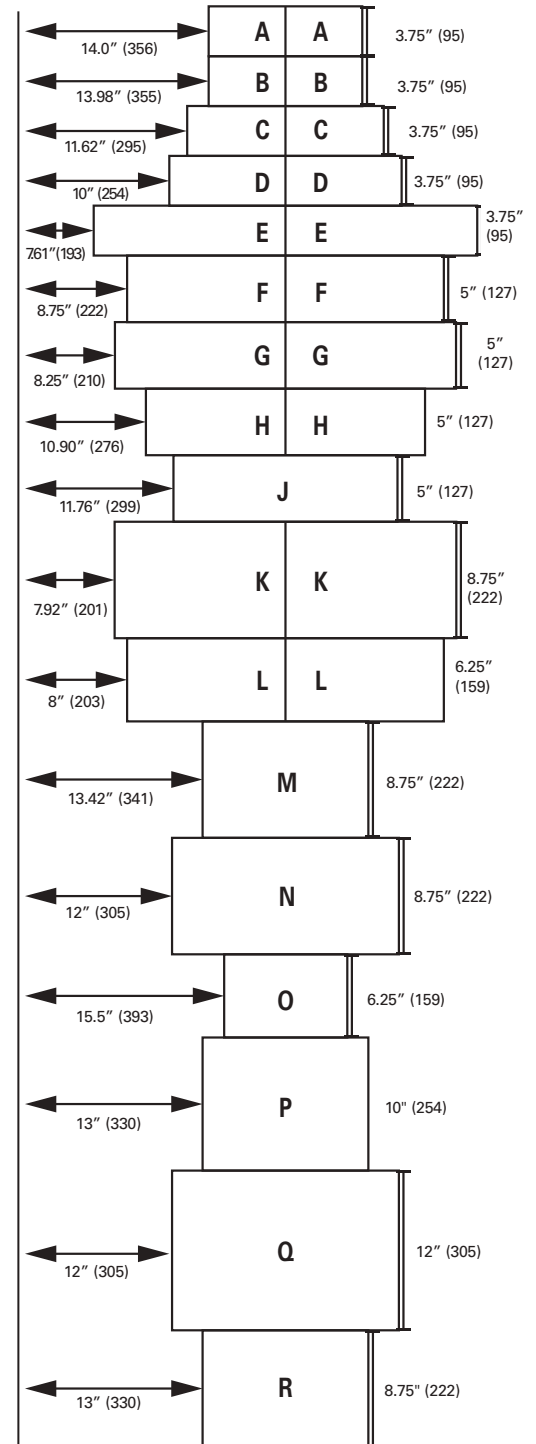 A A 3.75″ (95)
14.0″ (356)
B B 3.75″ (95)
13.98″ (355)
C C 3.75″ (95)
11.62″ (295)
D D 3.75″ (95)
10″ (254)
E E 3.75″
(95)
7.61″(193)
F F 5″ (127)
8.75″ (222)
G G 5″
(127)
8.25″ (210)
H H 5″ (127)
10.90″ (276)
J 5″ (127)
11.76″ (299)
K K 8.75″
(222)
7.92″ (201)
L L 6.25″
(159)
8″ (203)
M 8.75″ (222)
13.42″ (341)
N 8.75″ (222)
12″ (305)
O 6.25″ (159)
15.5″ (393)
P 10" (254)
13″ (330)
Q 12″ (305)
12″ (305)
R 8.75" (222)
13″ (330)